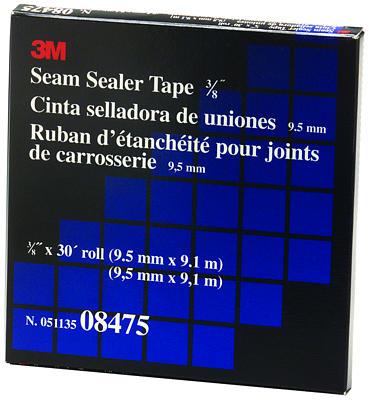 08475
3M
Seam Sealer Tape ⅜˝
Cinta selladora de uniones 9.5 mm
Ruban d'étanchéité pour joints
de carrosserie 9,5 mm
⅜˝ x 30´ roll (9.5 mm x 9.1 m)
(9,5 mm x 9,1 m)
N. 051135 08475